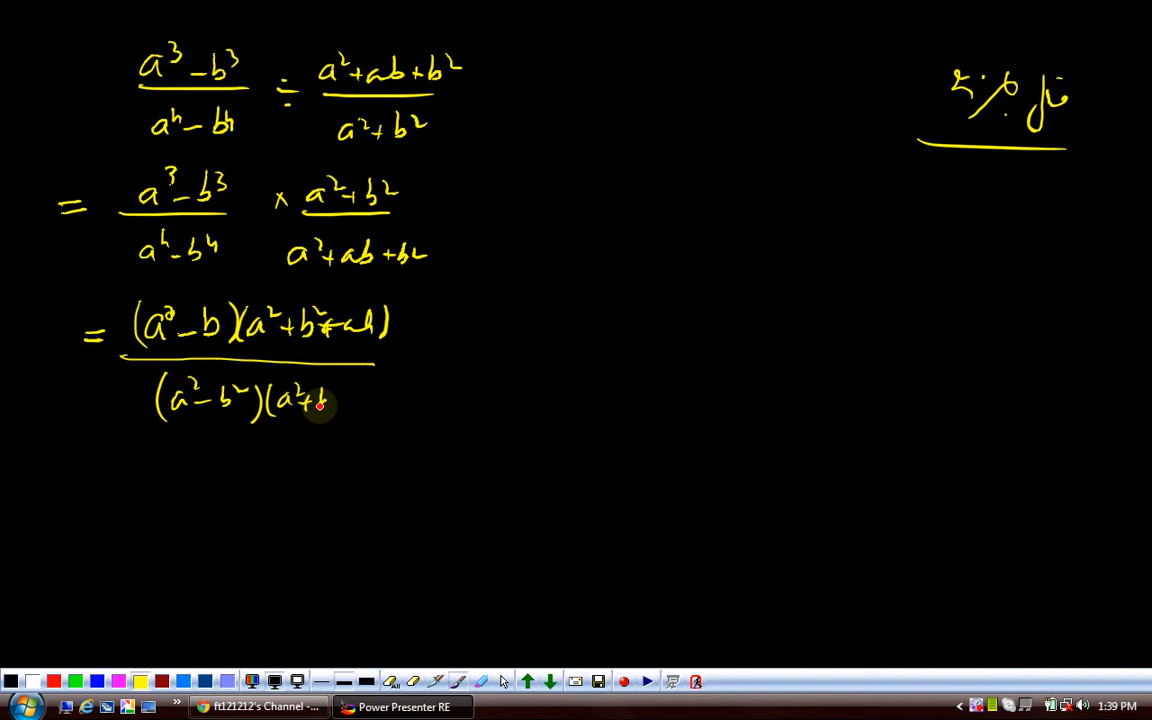 a³ - b³ / a⁴ - b⁴ ÷ a² + ab + b² / a² + b²
= a³ - b³ / a⁴ - b⁴ × a² + b² / a² + ab + b²
= (a² - b)(a² + b² + ab) / (a² - b²)(a² + b
ft121212's Channel -...
Power Presenter RE
1:39 PM